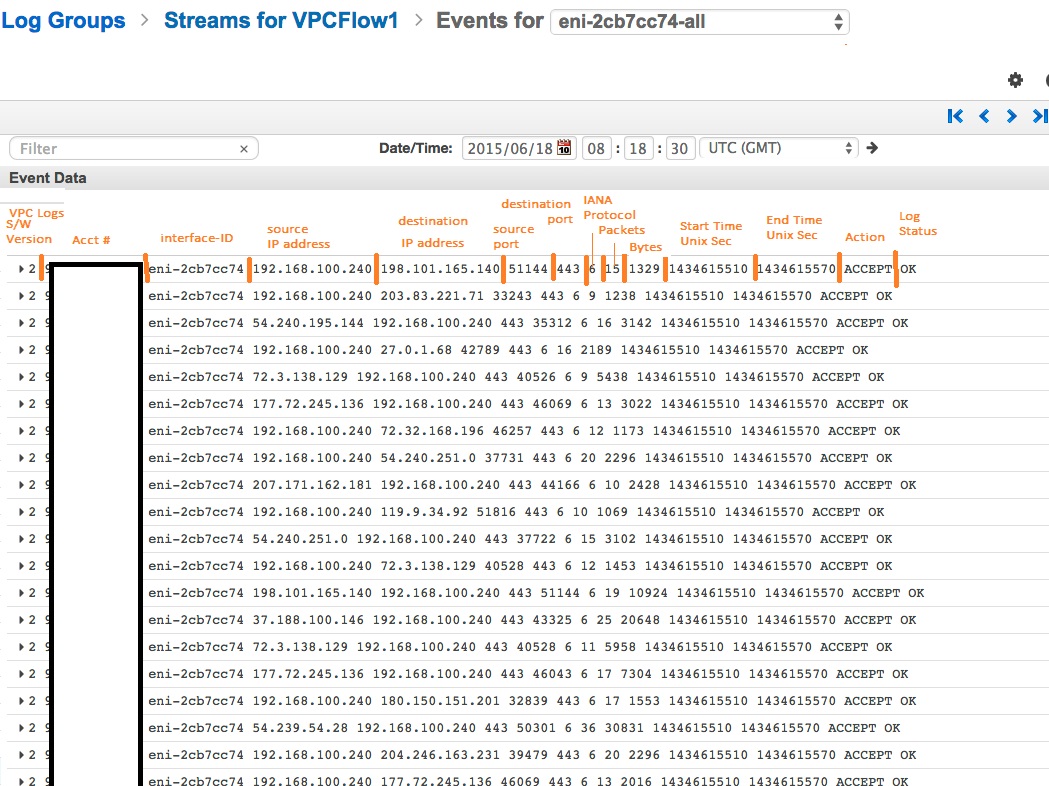 Log Groups > Streams for VPCFlow1 > Events for eni-2cb7cc74-all
Filter × Date/Time: 2015/06/18 10 08 : 18 : 30 UTC (GMT)
Event Data
VPC Logs S/W Version
Acct #
interface-ID
source IP address
destination IP address
source port
destination port
IANA Protocol
Packets
Bytes
Start Time Unix Sec
End Time Unix Sec
Action
Log Status
2 9 eni-2cb7cc74 192.168.100.240 198.101.165.140 51144 443 6 15 1329 1434615510 1434615570 ACCEPT OK
2 9 eni-2cb7cc74 192.168.100.240 203.83.221.71 33243 443 6 9 1238 1434615510 1434615570 ACCEPT OK
2 9 eni-2cb7cc74 54.240.195.144 192.168.100.240 443 35312 6 16 3142 1434615510 1434615570 ACCEPT OK
2 9 eni-2cb7cc74 192.168.100.240 27.0.1.68 42789 443 6 16 2189 1434615510 1434615570 ACCEPT OK
2 9 eni-2cb7cc74 72.3.138.129 192.168.100.240 443 40526 6 9 5438 1434615510 1434615570 ACCEPT OK
2 9 eni-2cb7cc74 177.72.245.136 192.168.100.240 443 46069 6 13 3022 1434615510 1434615570 ACCEPT OK
2 9 eni-2cb7cc74 192.168.100.240 72.32.168.196 46257 443 6 12 1173 1434615510 1434615570 ACCEPT OK
2 9 eni-2cb7cc74 192.168.100.240 54.240.251.0 37731 443 6 20 2296 1434615510 1434615570 ACCEPT OK
2 9 eni-2cb7cc74 207.171.162.181 192.168.100.240 443 44166 6 10 2428 1434615510 1434615570 ACCEPT OK
2 9 eni-2cb7cc74 192.168.100.240 119.9.34.92 51816 443 6 10 1069 1434615510 1434615570 ACCEPT OK
2 9 eni-2cb7cc74 54.240.251.0 192.168.100.240 443 37722 6 15 3102 1434615510 1434615570 ACCEPT OK
2 9 eni-2cb7cc74 192.168.100.240 72.3.138.129 40528 443 6 12 1453 1434615510 1434615570 ACCEPT OK
2 9 eni-2cb7cc74 198.101.165.140 192.168.100.240 443 51144 6 19 10924 1434615510 1434615570 ACCEPT OK
2 9 eni-2cb7cc74 37.188.100.146 192.168.100.240 443 43325 6 25 20648 1434615510 1434615570 ACCEPT OK
2 9 eni-2cb7cc74 72.3.138.129 192.168.100.240 443 40528 6 11 5958 1434615510 1434615570 ACCEPT OK
2 9 eni-2cb7cc74 177.72.245.136 192.168.100.240 443 46043 6 17 7304 1434615510 1434615570 ACCEPT OK
2 9 eni-2cb7cc74 192.168.100.240 180.150.151.201 32839 443 6 17 1553 1434615510 1434615570 ACCEPT OK
2 9 eni-2cb7cc74 54.239.54.28 192.168.100.240 443 50301 6 36 30831 1434615510 1434615570 ACCEPT OK
2 9 eni-2cb7cc74 192.168.100.240 204.246.163.231 39479 443 6 20 2296 1434615510 1434615570 ACCEPT OK
2 9 eni-2cb7cc74 192.168.100.240 177.72.245.136 46069 443 6 13 2016 1434615510 1434615570 ACCEPT OK